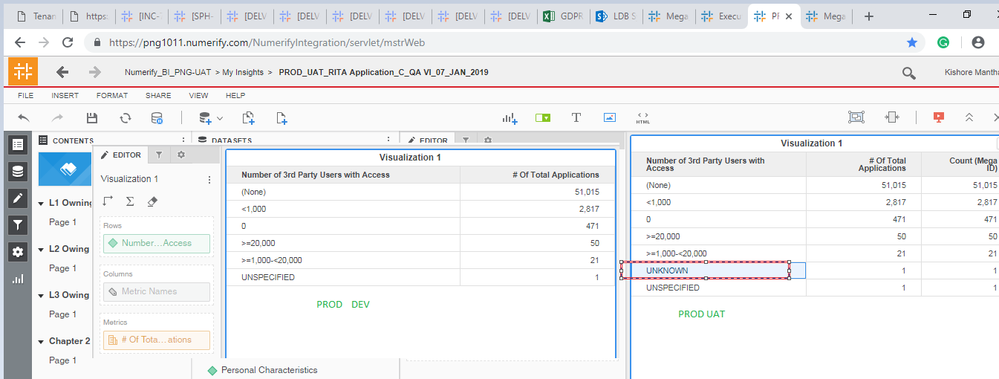 Tenan https: [INC- [SPH- [DELV [DELV [DELV [DELV [DELV [DELV GDPR LDB S Mega Execu PF Mega
https://png1011.numerify.com/NumerifyIntegration/servlet/mstrWeb
Numerify_BI_PNG-UAT > My Insights > PROD_UAT_RITA Application_C_QA VI_07_JAN_2019
Kishore Mantha
FILE INSERT FORMAT SHARE VIEW HELP
T
< >
HTML
CONTENTS
L1 Owning
Page 1
L2 Owing
Page 1
L3 Owing
Page 1
Chapter 2
Page 1
DATASETS
Personal Characteristics
EDITOR
EDITOR
Visualization 1
Rows
Number...Access
Columns
Metric Names
Metrics
# Of Tota...ations
Visualization 1
Number of 3rd Party Users with Access # Of Total Applications
(None) 51,015
<1,000 2,817
0 471
>=20,000 50
>=1,000-<20,000 21
UNSPECIFIED 1
PROD DEV
Visualization 1
Number of 3rd Party Users with Access # Of Total Applications Count (Mega ID)
(None) 51,015 51,015
<1,000 2,817 2,817
0 471 471
>=20,000 50 50
>=1,000-<20,000 21 21
UNKNOWN 1 1
UNSPECIFIED 1 1
PROD UAT